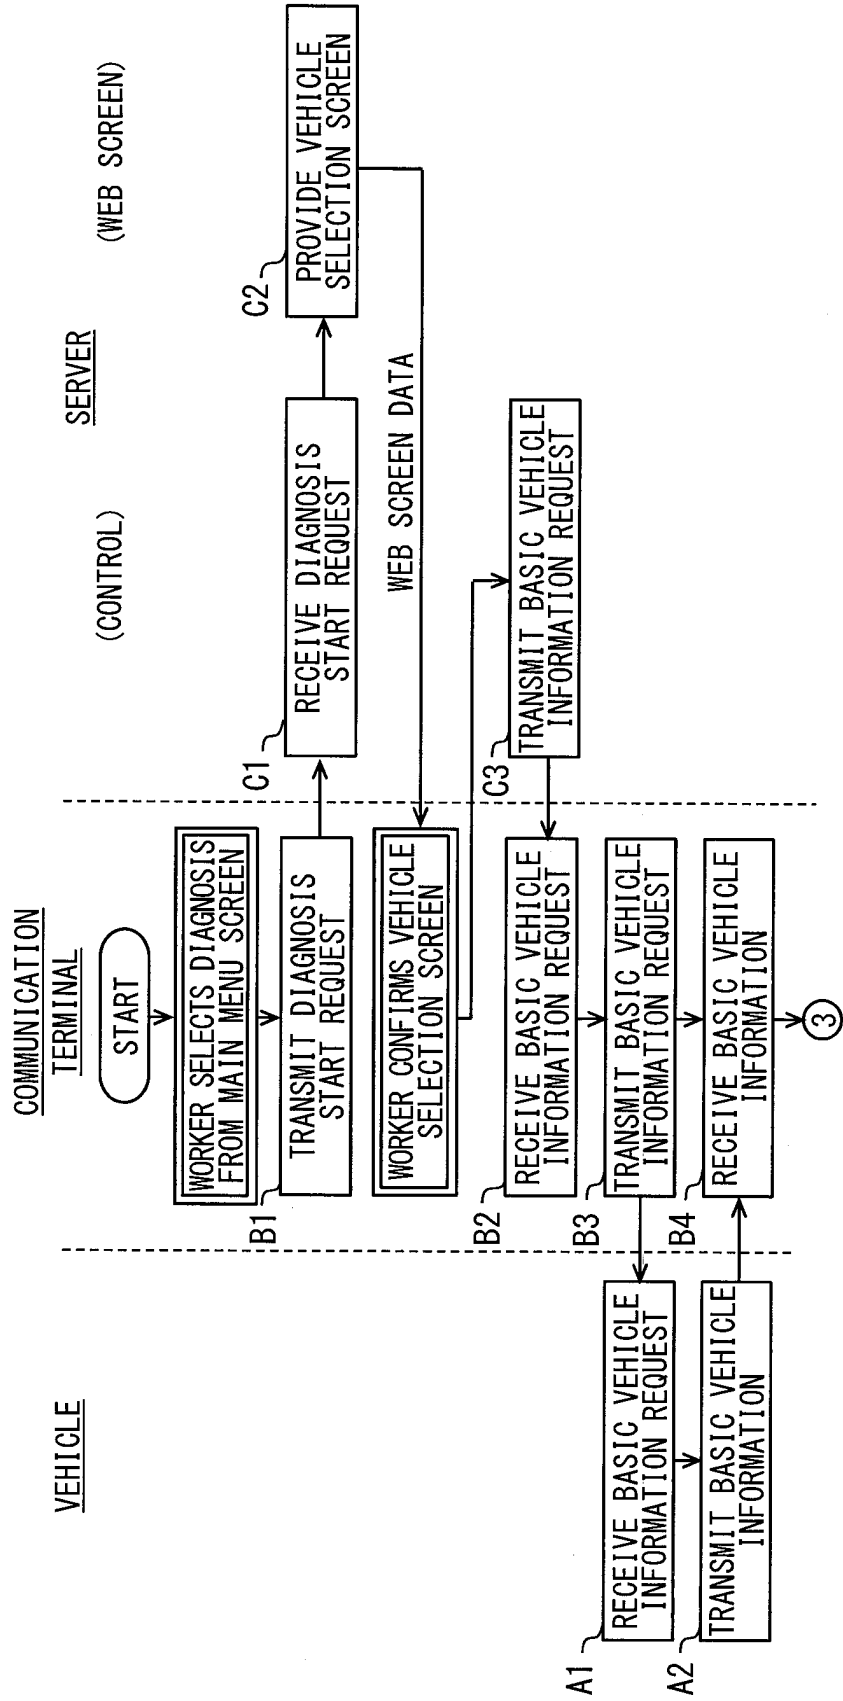 VEHICLE
COMMUNICATION
TERMINAL
SERVER
(CONTROL)
(WEB SCREEN)
START
WORKER SELECTS DIAGNOSIS
FROM MAIN MENU SCREEN
B1
TRANSMIT DIAGNOSIS
START REQUEST
C1
RECEIVE DIAGNOSIS
START REQUEST
C2
PROVIDE VEHICLE
SELECTION SCREEN
WEB SCREEN DATA
WORKER CONFIRMS VEHICLE
SELECTION SCREEN
C3
TRANSMIT BASIC VEHICLE
INFORMATION REQUEST
B2
RECEIVE BASIC VEHICLE
INFORMATION REQUEST
B3
TRANSMIT BASIC VEHICLE
INFORMATION REQUEST
A1
RECEIVE BASIC VEHICLE
INFORMATION REQUEST
A2
TRANSMIT BASIC VEHICLE
INFORMATION
B4
RECEIVE BASIC VEHICLE
INFORMATION
3